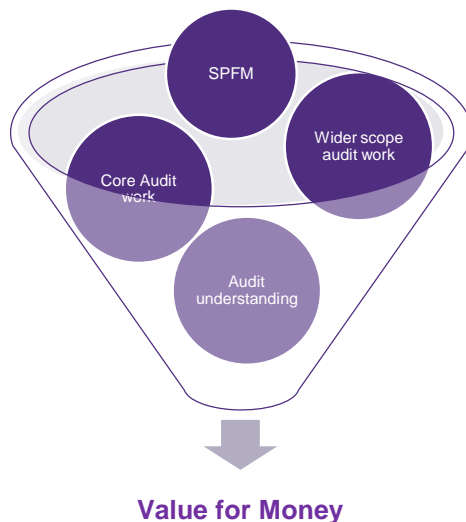 SPFM
Wider scope
audit work
Core Audit
work
Audit
understanding
Value for Money